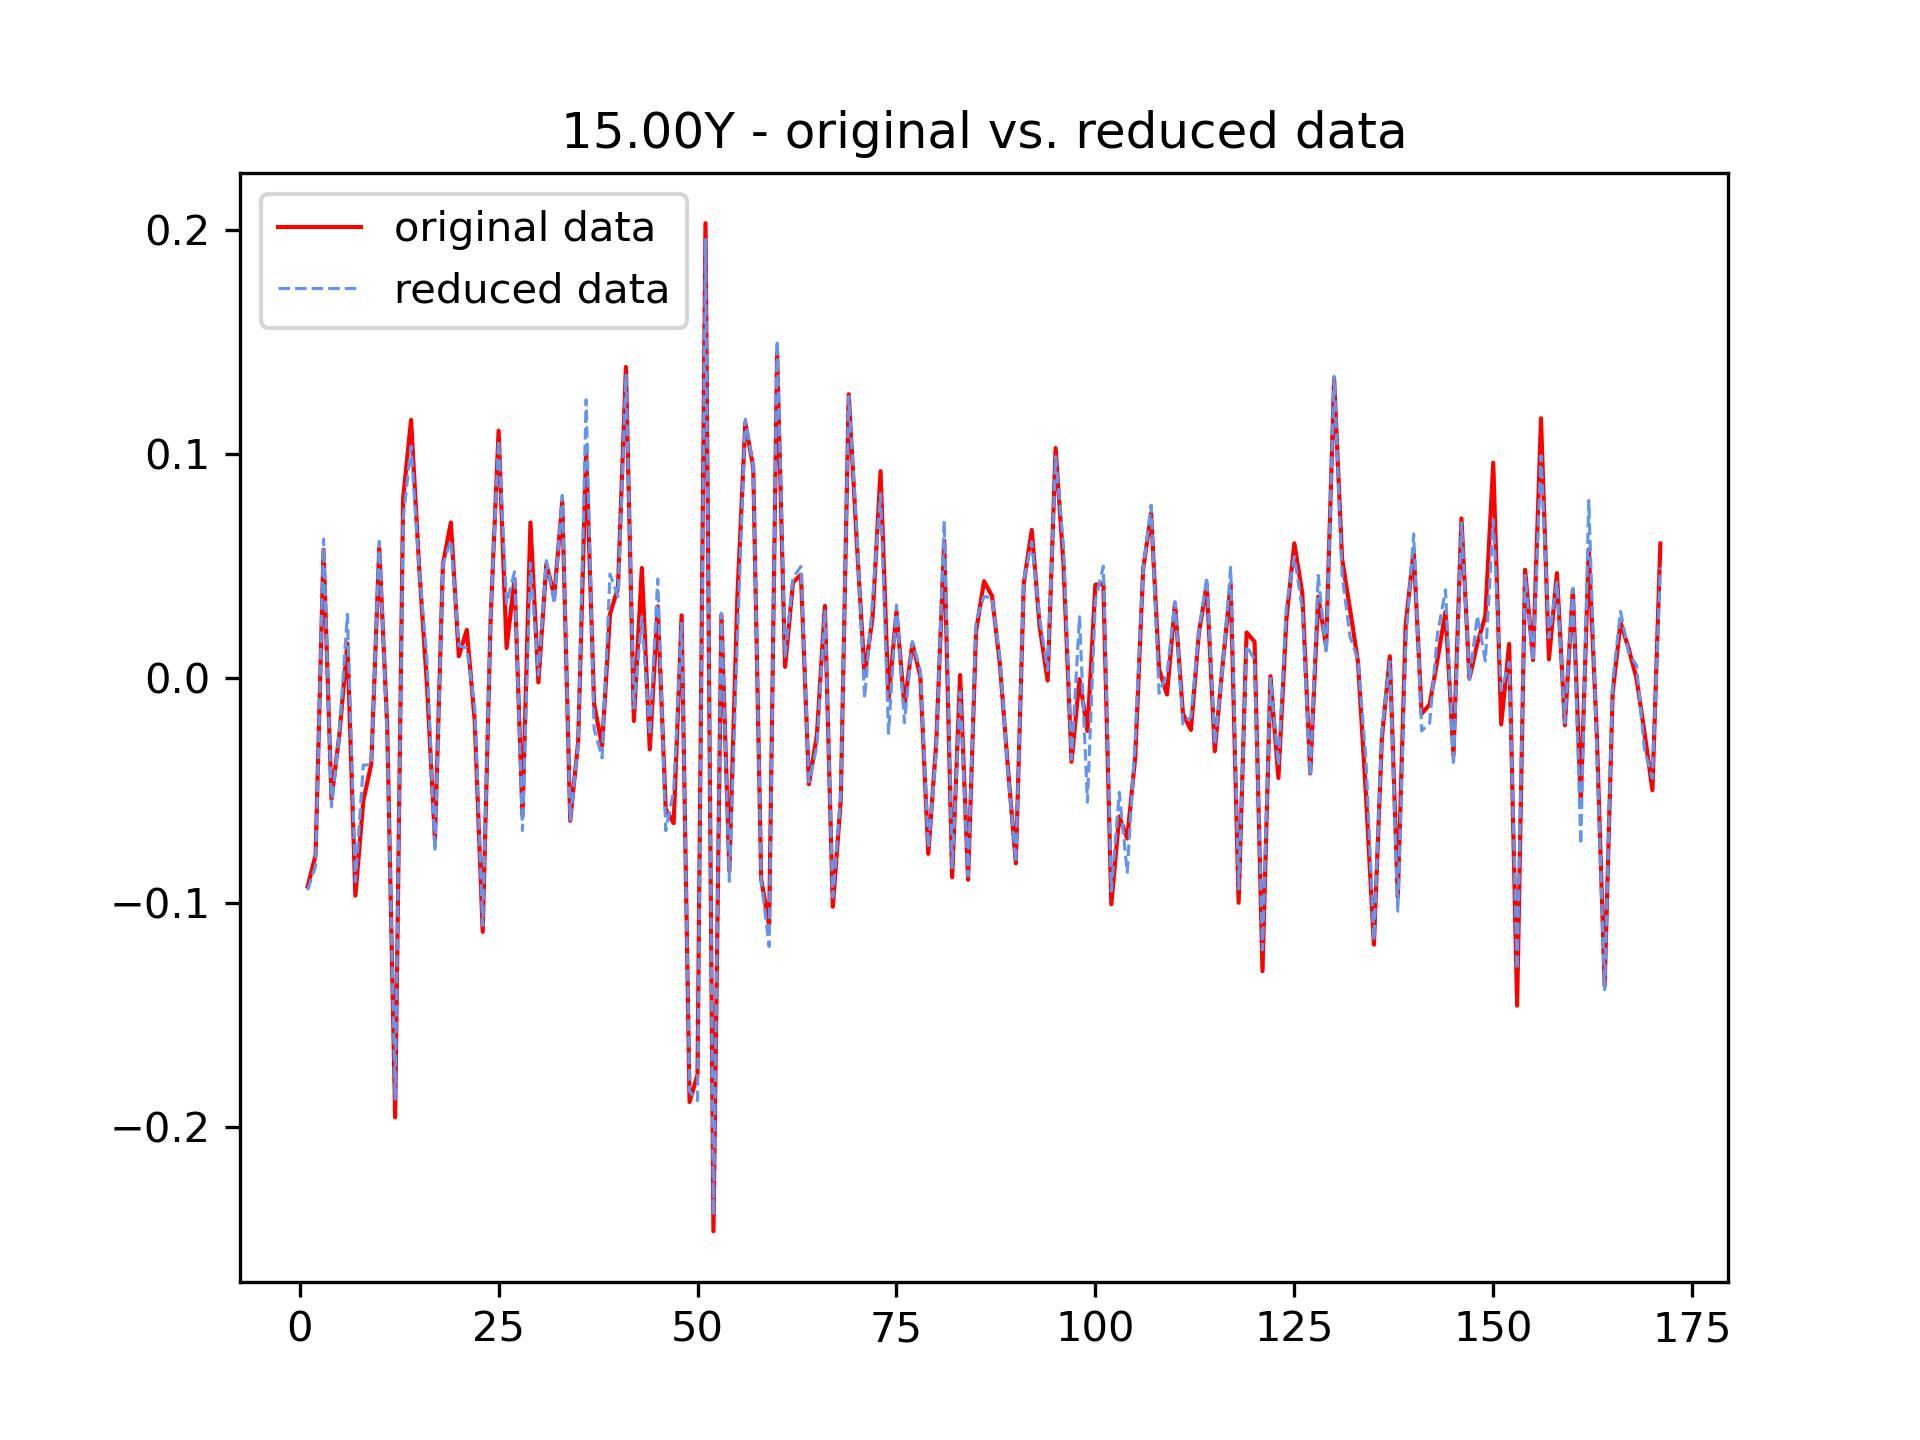 15.00Y - original vs. reduced data
original data
reduced data
0.2
0.1
0.0
−0.1
−0.2
0 25 50 75 100 125 150 175